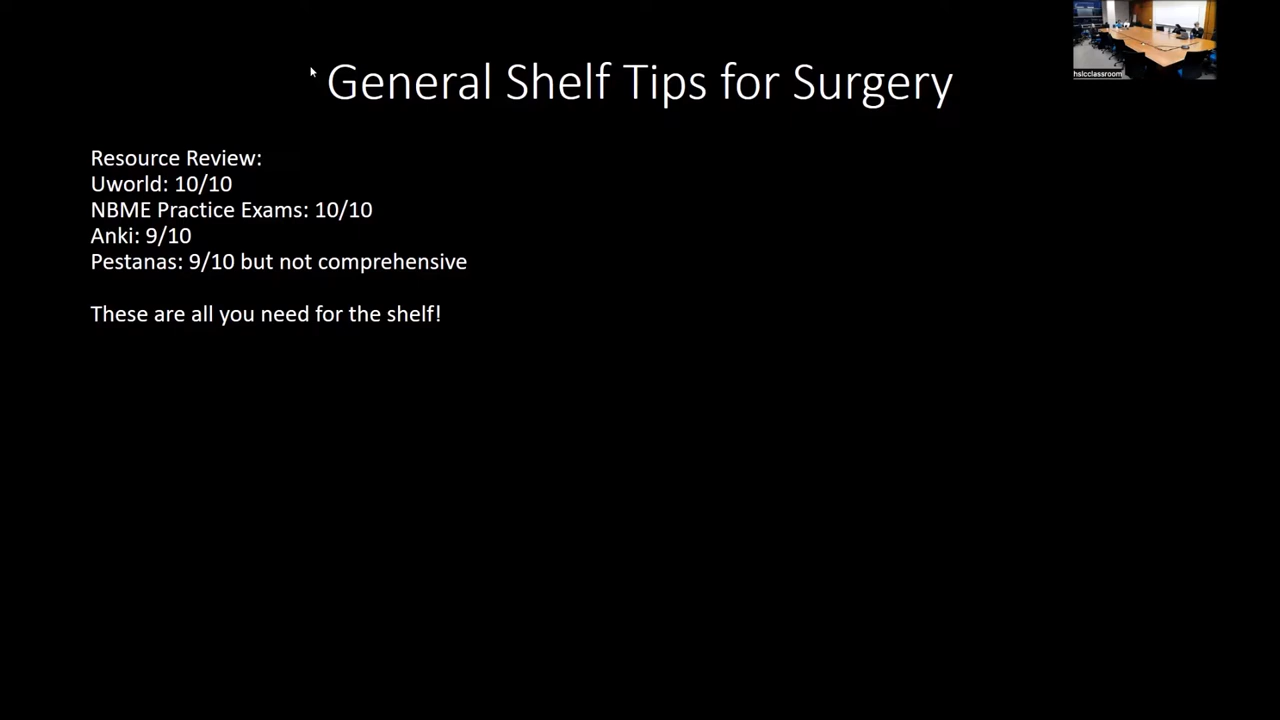 General Shelf Tips for Surgery
hslcclassroom
Resource Review:
Uworld: 10/10
NBME Practice Exams: 10/10
Anki: 9/10
Pestanas: 9/10 but not comprehensive
These are all you need for the shelf!